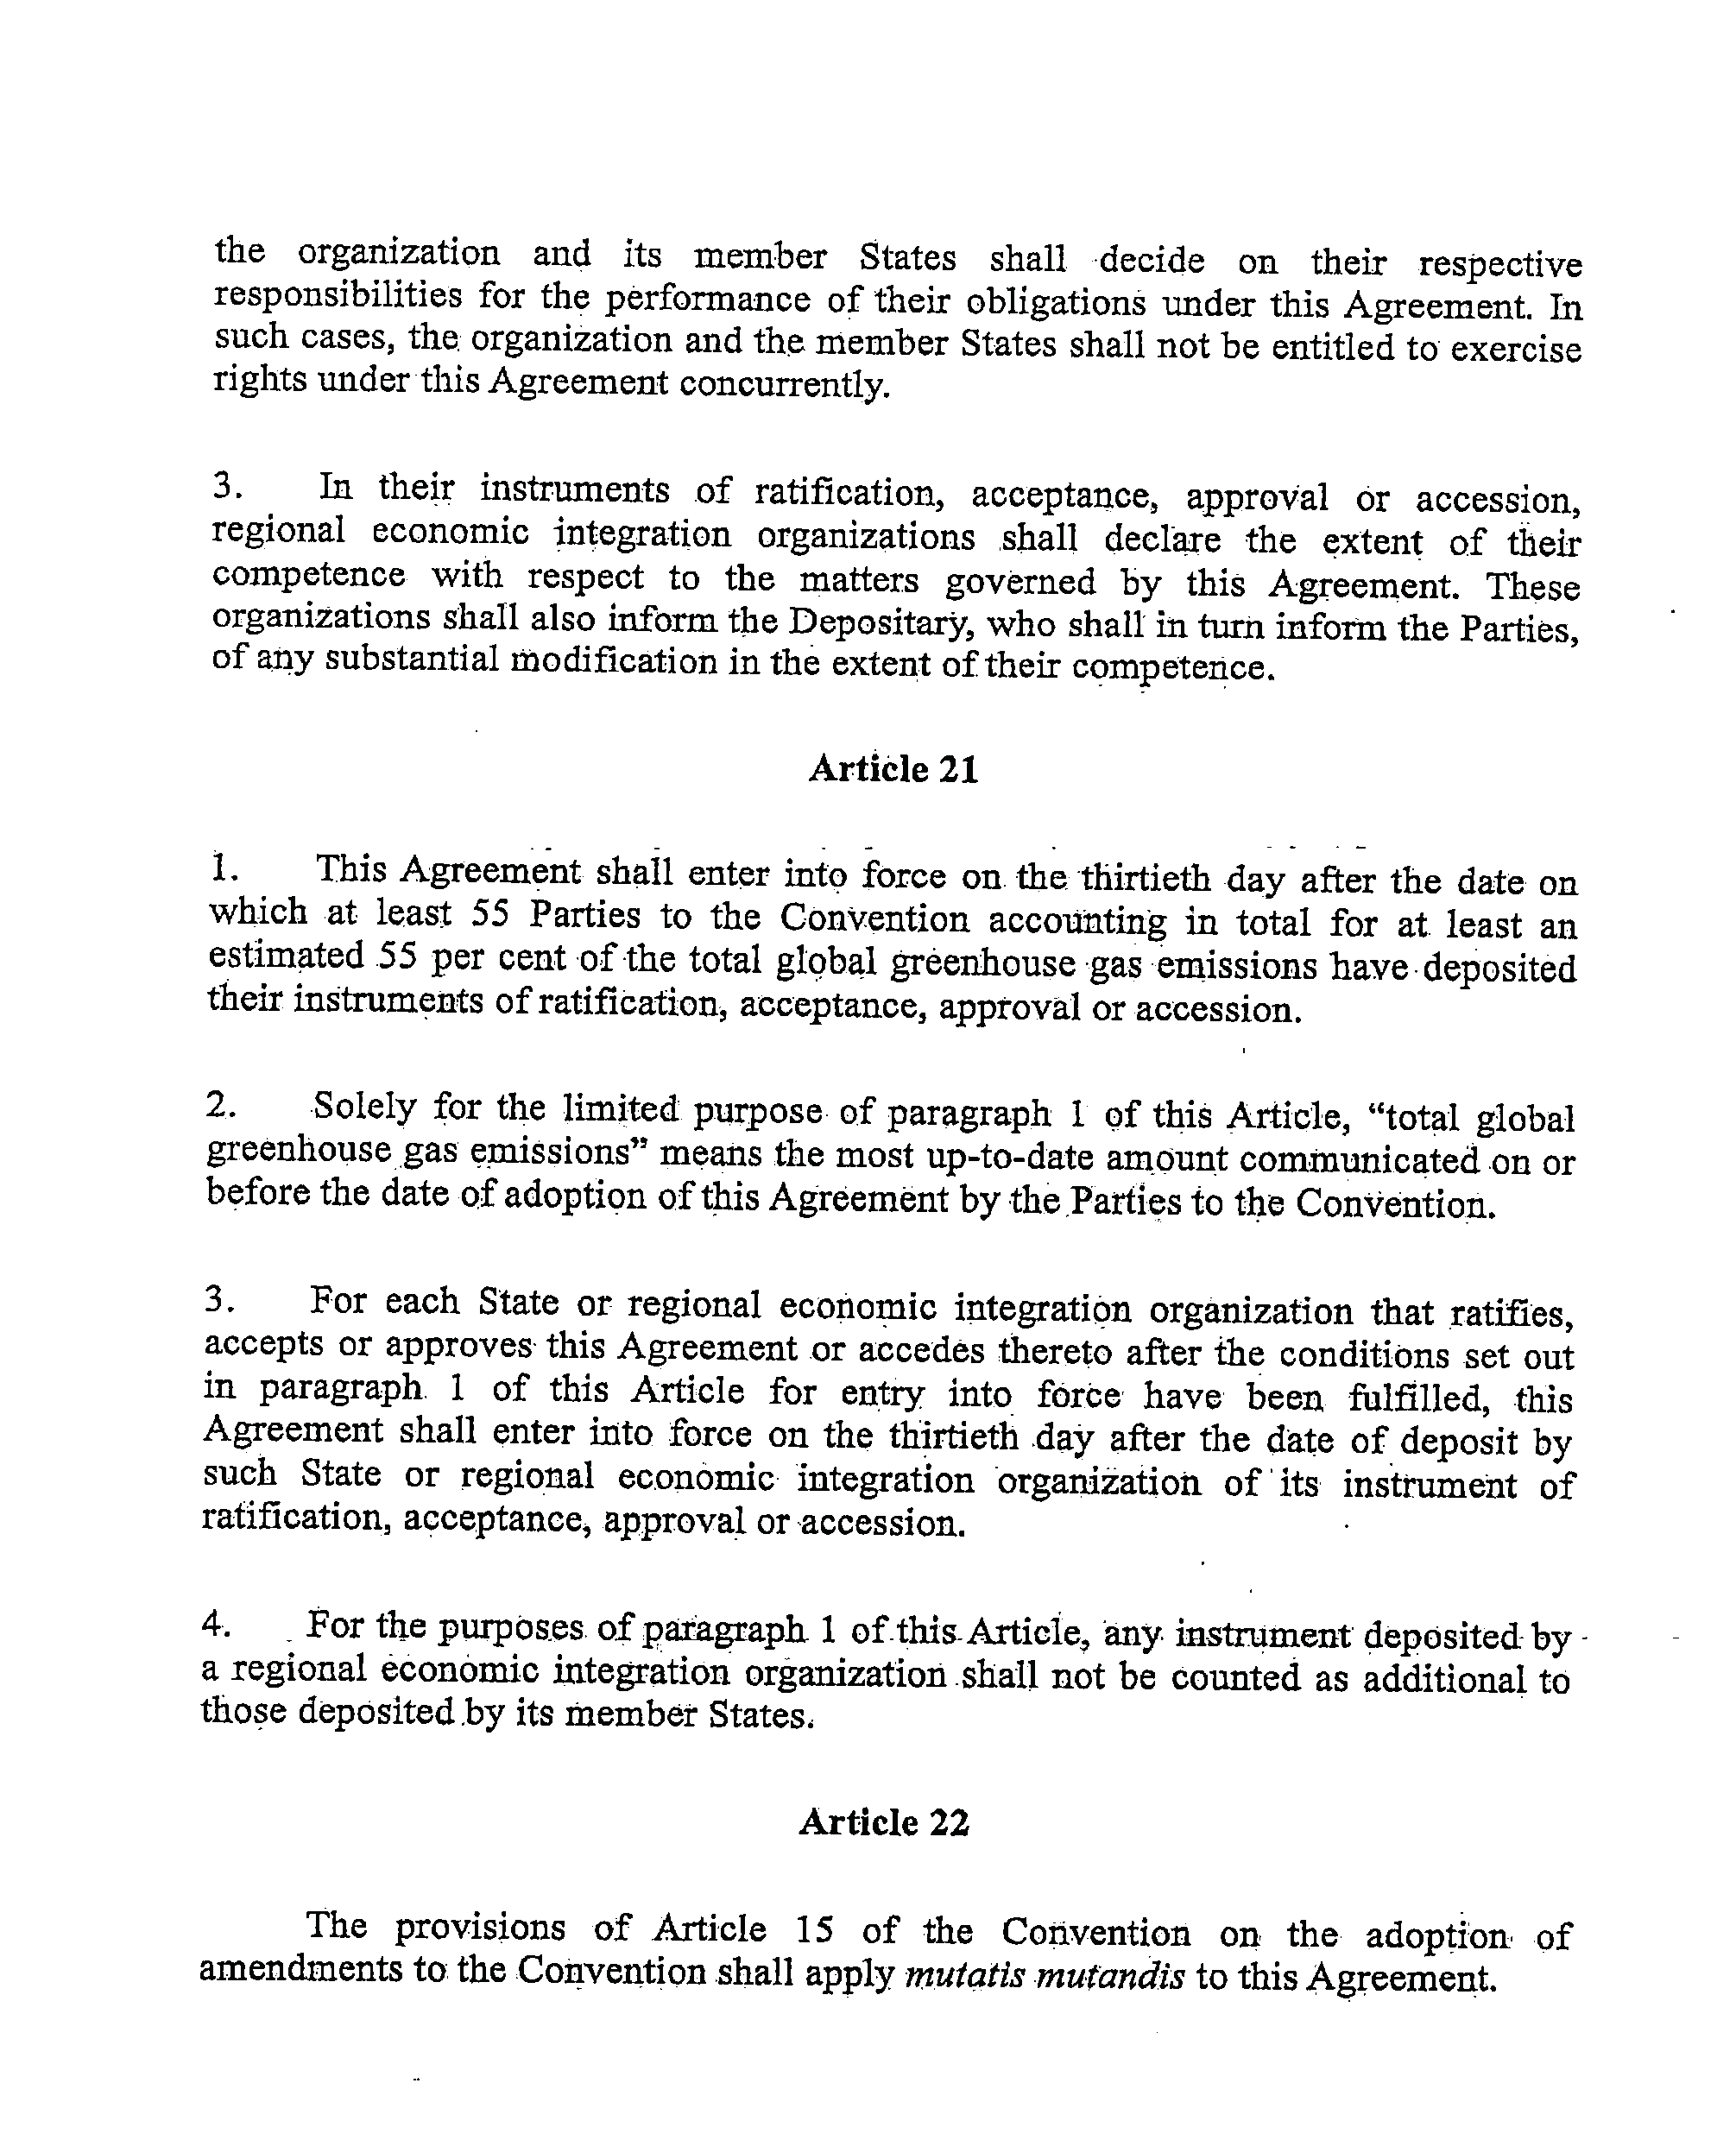 the organization and its member States shall decide on their respective
responsibilities for the performance of their obligations under this Agreement. In
such cases, the organization and the member States shall not be entitled to exercise
rights under this Agreement concurrently.
3. In their instruments of ratification, acceptance, approval or accession,
regional economic integration organizations shall declare the extent of their
competence with respect to the matters governed by this Agreement. These
organizations shall also inform the Depositary, who shall in turn inform the Parties,
of any substantial modification in the extent of their competence.
Article 21
1. This Agreement shall enter into force on the thirtieth day after the date on
which at least 55 Parties to the Convention accounting in total for at least an
estimated 55 per cent of the total global greenhouse gas emissions have deposited
their instruments of ratification, acceptance, approval or accession.
2. Solely for the limited purpose of paragraph 1 of this Article, “total global
greenhouse gas emissions” means the most up-to-date amount communicated on or
before the date of adoption of this Agreement by the Parties to the Convention.
3. For each State or regional economic integration organization that ratifies,
accepts or approves this Agreement or accedes thereto after the conditions set out
in paragraph 1 of this Article for entry into force have been fulfilled, this
Agreement shall enter into force on the thirtieth day after the date of deposit by
such State or regional economic integration organization of its instrument of
ratification, acceptance, approval or accession.
4. For the purposes of paragraph 1 of this Article, any instrument deposited by
a regional economic integration organization shall not be counted as additional to
those deposited by its member States.
Article 22
The provisions of Article 15 of the Convention on the adoption of
amendments to the Convention shall apply mutatis mutandis to this Agreement.